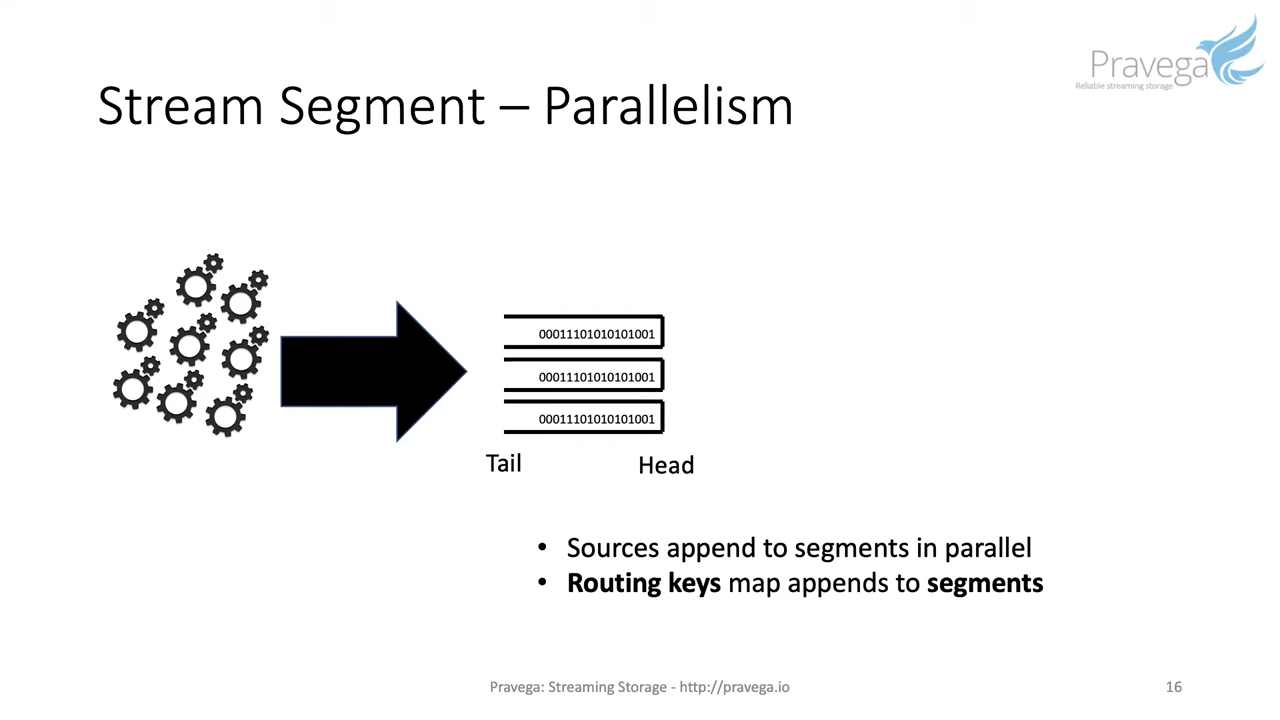 Pravega
Reliable streaming storage
Stream Segment – Parallelism
00011101010101001
00011101010101001
00011101010101001
Tail
Head
• Sources append to segments in parallel
• Routing keys map appends to segments
Pravega: Streaming Storage - http://pravega.io
16